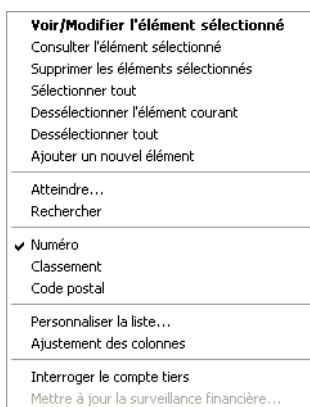 Voir/Modifier l'élément sélectionné
Consulter l'élément sélectionné
Supprimer les éléments sélectionnés
Sélectionner tout
Dessélectionner l'élément courant
Dessélectionner tout
Ajouter un nouvel élément
Atteindre...
Rechercher
Numéro
Classement
Code postal
Personnaliser la liste...
Ajustement des colonnes
Interroger le compte tiers
Mettre à jour la surveillance financière...